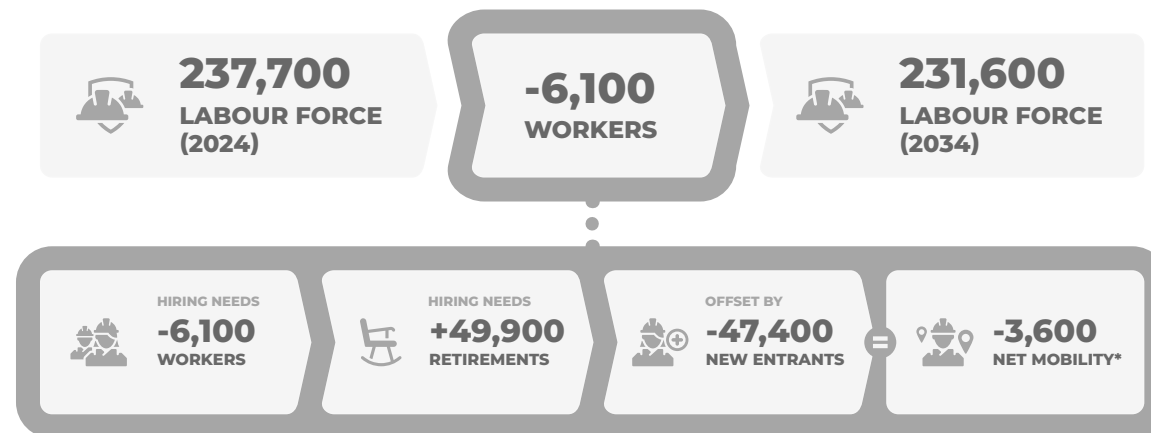 237,700
LABOUR FORCE
(2024)
-6,100
WORKERS
231,600
LABOUR FORCE
(2034)
HIRING NEEDS
-6,100
WORKERS
HIRING NEEDS
+49,900
RETIREMENTS
OFFSET BY
-47,400
NEW ENTRANTS
=
-3,600
NET MOBILITY*